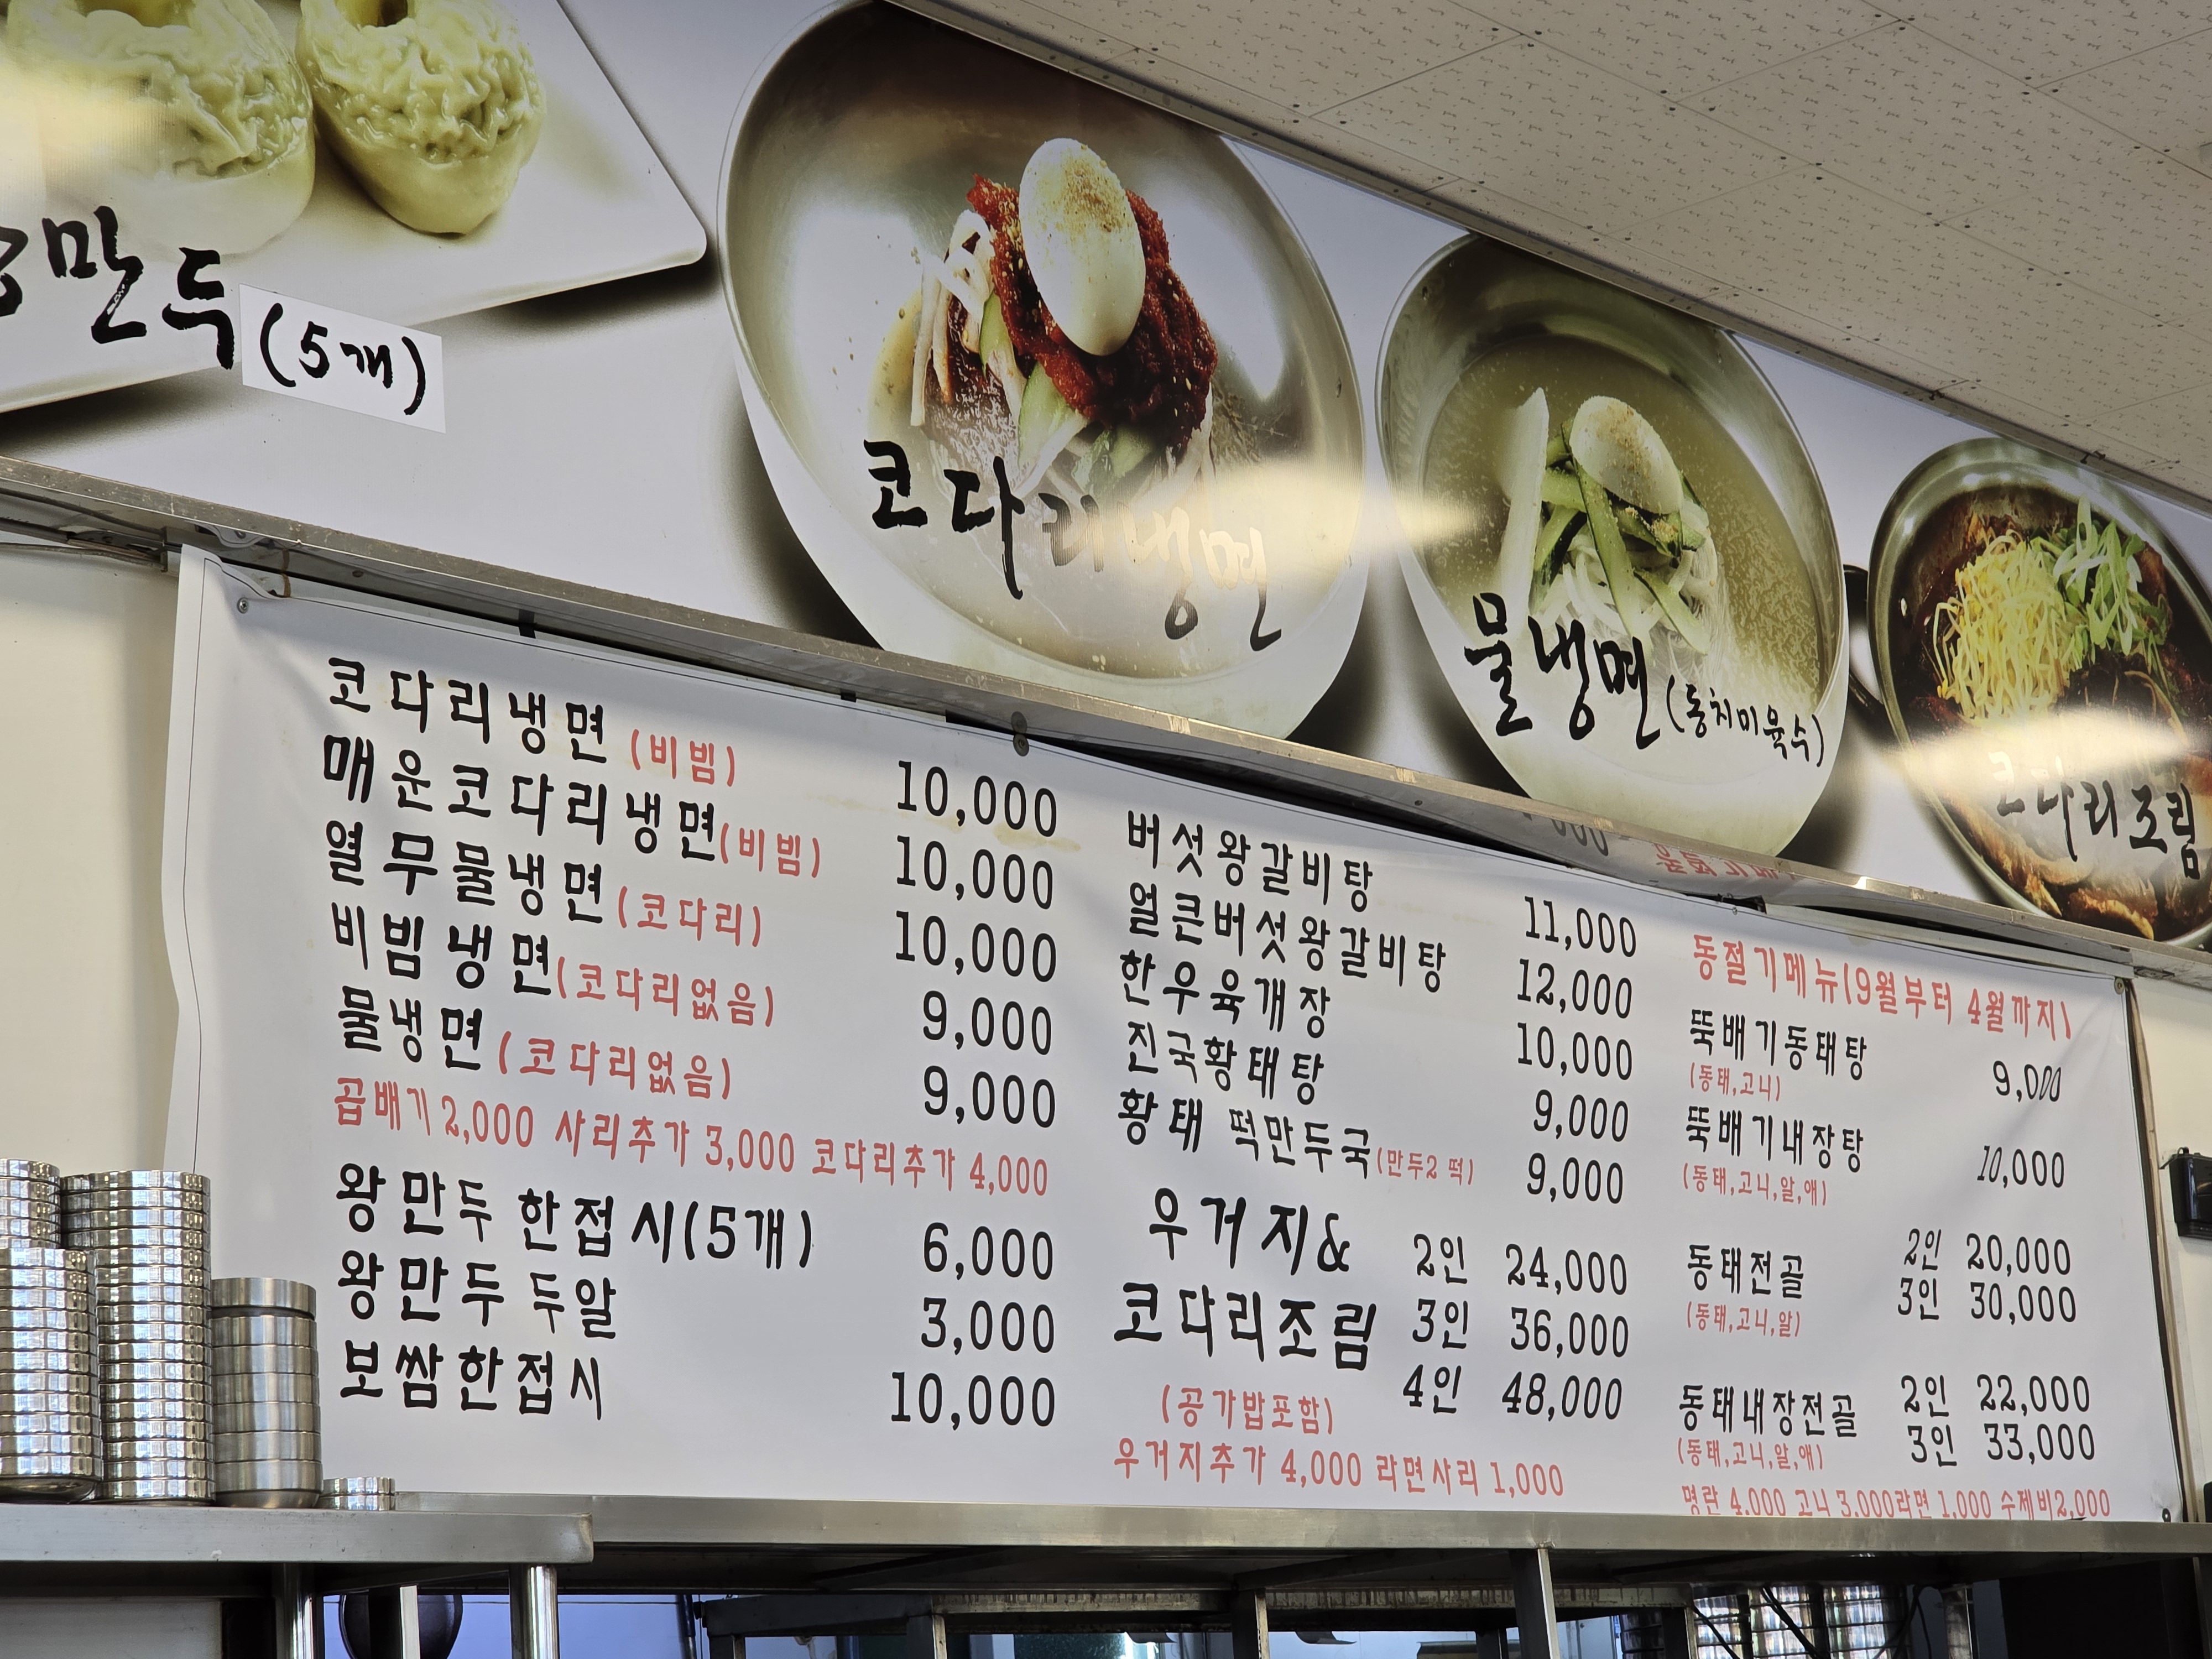 만두 (5개)
코다리냉면
물냉면 (동치미육수)
코다리조림
코다리냉면 (비빔) 10,000
매운코다리냉면 (비빔) 10,000
열무물냉면 (코다리) 10,000
비빔냉면 (코다리없음) 9,000
물냉면 (코다리없음) 9,000
곱배기 2,000 사리추가 3,000 코다리추가 4,000
왕만두 한접시(5개) 6,000
왕만두 두알 3,000
보쌈한접시 10,000
버섯왕갈비탕 11,000
얼큰버섯왕갈비탕 12,000
한우육개장 10,000
진국황태탕 9,000
황태 떡만두국 (만두2 떡) 9,000
우거지&
코다리조림
2인 24,000
3인 36,000
4인 48,000
(공기밥포함)
우거지추가 4,000 라면사리 1,000
동절기메뉴(9월부터 4월까지)
뚝배기동태탕 9,000
(동태,고니)
뚝배기내장탕 10,000
(동태,고니,알,애)
동태전골 2인 20,000
3인 30,000
(동태,고니,알)
동태내장전골 2인 22,000
3인 33,000
(동태,고니,알,애)
명란 4,000 고니 3,000 라면 1,000 수제비 2,000